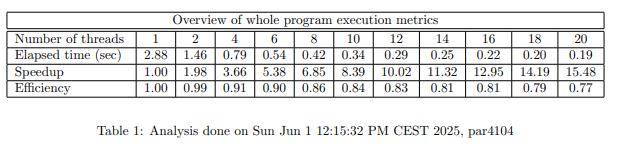 Overview of whole program execution metrics
Number of threads 1 2 4 6 8 10 12 14 16 18 20
Elapsed time (sec) 2.88 1.46 0.79 0.54 0.42 0.34 0.29 0.25 0.22 0.20 0.19
Speedup 1.00 1.98 3.66 5.38 6.85 8.39 10.02 11.32 12.95 14.19 15.48
Efficiency 1.00 0.99 0.91 0.90 0.86 0.84 0.83 0.81 0.81 0.79 0.77
Table 1: Analysis done on Sun Jun 1 12:15:32 PM CEST 2025, par4104